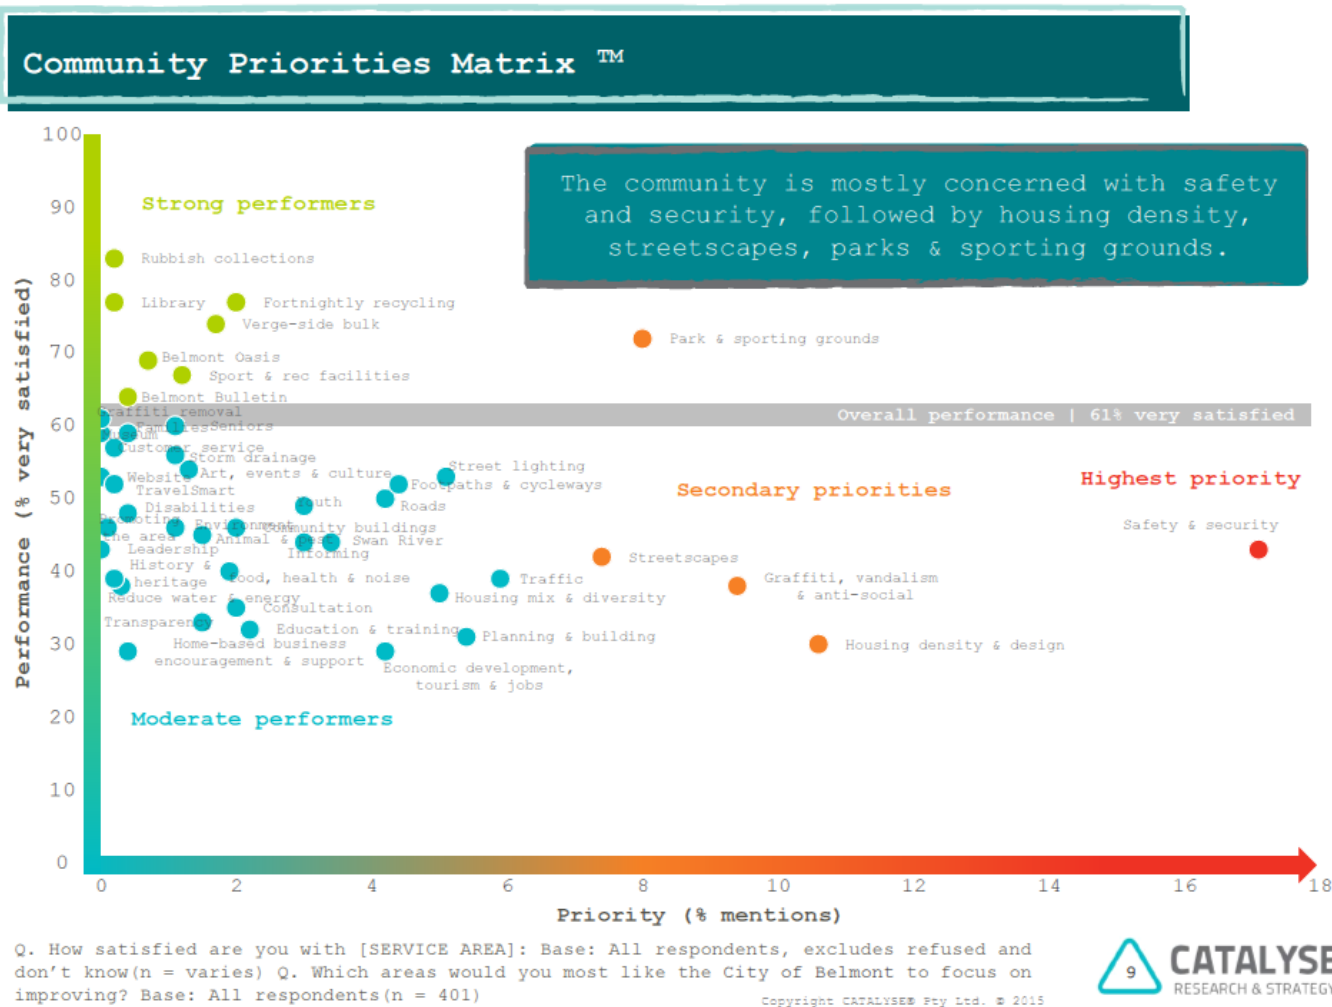 Community Priorities Matrix ™
The community is mostly concerned with safety
and security, followed by housing density,
streetscapes, parks & sporting grounds.
Performance (% very satisfied)
100
90
80
70
60
50
40
30
20
10
0
Strong performers
Rubbish collections
Library
Fortnightly recycling
Verge-side bulk
Park & sporting grounds
Belmont Oasis
Sport & rec facilities
Belmont Bulletin
Graffiti removal
Overall performance | 61% very satisfied
Families
Seniors
Museum
Customer service
Storm drainage
Street lighting
Art, events & culture
Website
Footpaths & cycleways
TravelSmart
Secondary priorities
Highest priority
Youth
Roads
Disabilities
Promoting
the area
Environment
Community buildings
Safety & security
Animal & pest
Swan River
Informing
Leadership
Streetscapes
History &
heritage
Food, health & noise
Traffic
Graffiti, vandalism
& anti-social
Reduce water & energy
Housing mix & diversity
Consultation
Transparency
Education & training
Planning & building
Home-based business
encouragement & support
Housing density & design
Economic development,
tourism & jobs
Moderate performers
0 2 4 6 8 10 12 14 16 18
Priority (% mentions)
Q. How satisfied are you with [SERVICE AREA]: Base: All respondents, excludes refused and
don't know(n = varies) Q. Which areas would you most like the City of Belmont to focus on
improving? Base: All respondents(n = 401)
Copyright CATALYSE® Pty Ltd. © 2015
9
CATALYSE
RESEARCH & STRATEGY